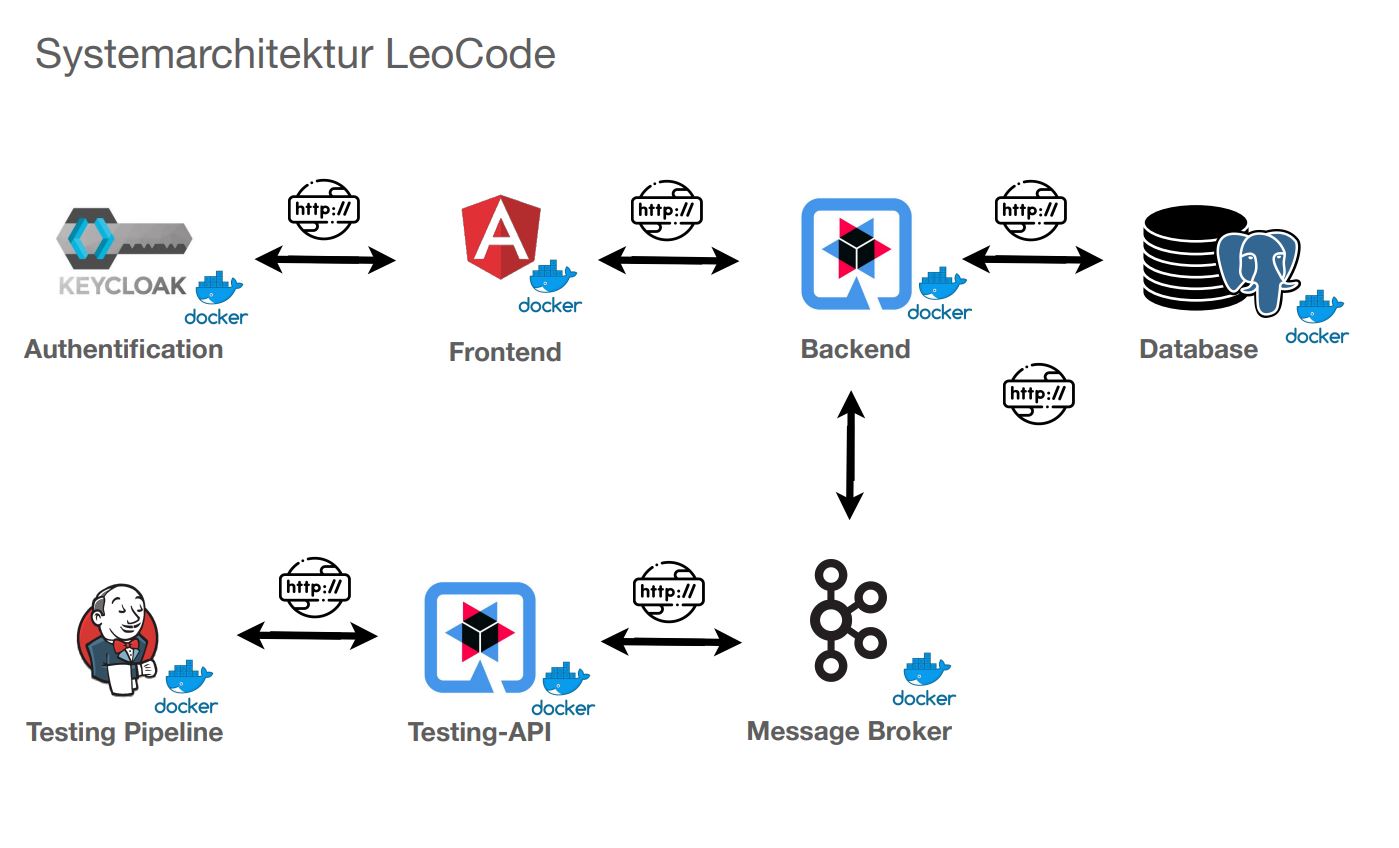 Systemarchitektur LeoCode
http://
http://
http://
KEYCLOAK
docker
docker
docker
docker
Authentification
Frontend
Backend
Database
http://
http://
http://
docker
docker
docker
Testing Pipeline
Testing-API
Message Broker